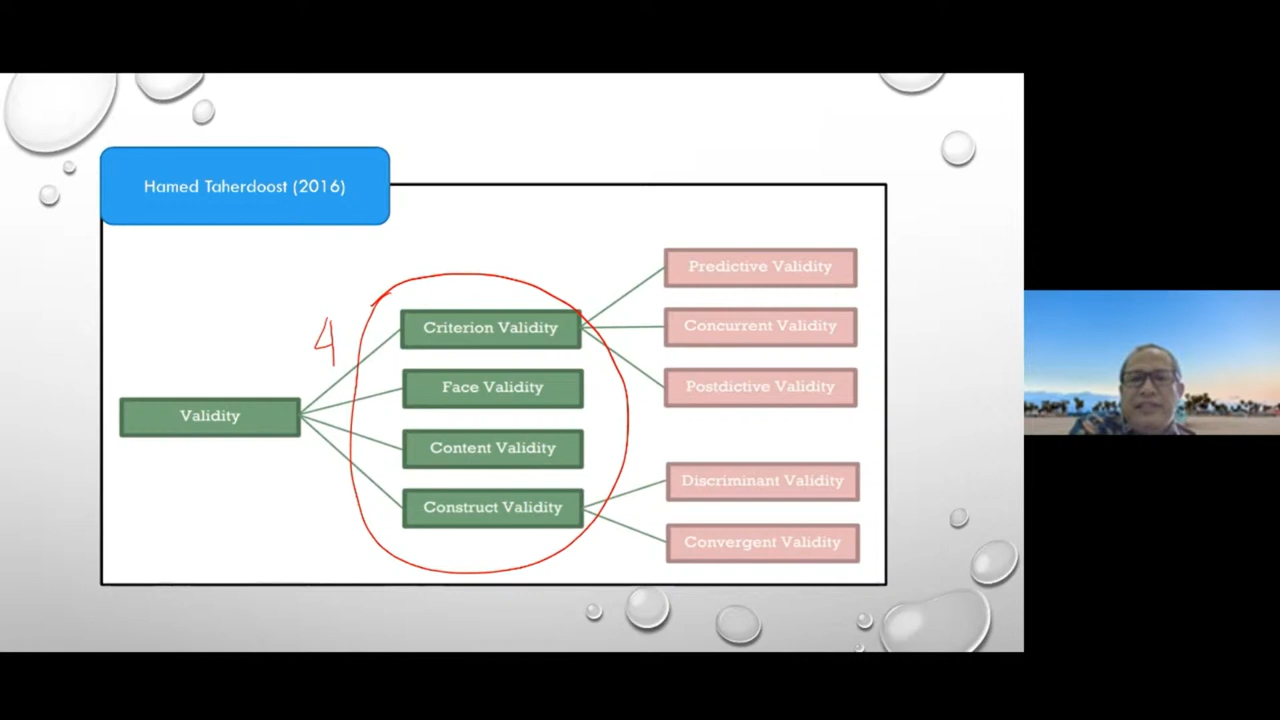 Hamed Taherdoost (2016)
4
Validity
Criterion Validity
Face Validity
Content Validity
Construct Validity
Predictive Validity
Concurrent Validity
Postdictive Validity
Discriminant Validity
Convergent Validity